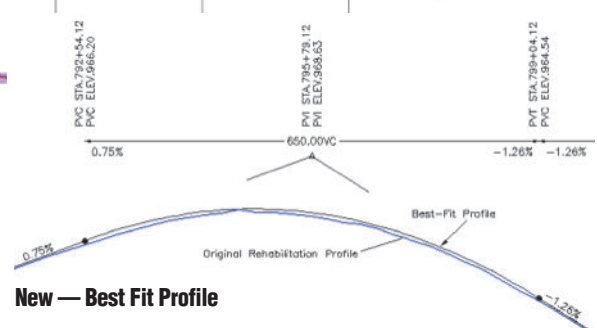 PVC STA.792+54.12
PVC ELEV.966.20
PVI STA.795+79.12
PVI ELEV.968.63
PVT STA.799+04.12
PVC ELEV.964.54
650.00VC
0.75%
-1.26%
-1.26%
Best-Fit Profile
0.75%
Original Rehabilitation Profile
-1.26%
New — Best Fit Profile